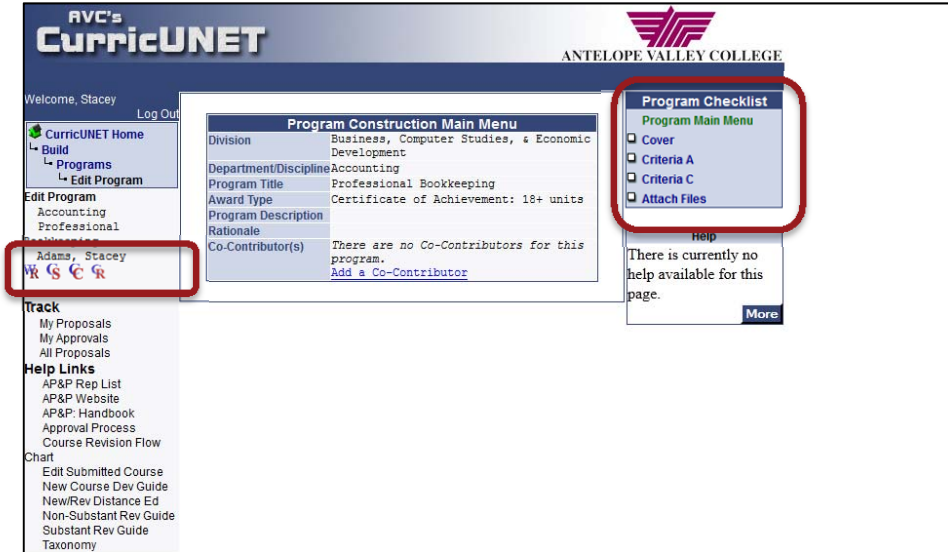 AVC's
CurricUNET
ANTELOPE VALLEY COLLEGE
Welcome, Stacey
Log Out
CurricUNET Home
Build
Programs
Edit Program
Edit Program
Accounting
Professional
Bookkeeping
Adams, Stacey
WR CS CC CR
Track
My Proposals
My Approvals
All Proposals
Help Links
AP&P Rep List
AP&P Website
AP&P: Handbook
Approval Process
Course Revision Flow
Chart
Edit Submitted Course
New Course Dev Guide
New/Rev Distance Ed
Non-Substant Rev Guide
Substant Rev Guide
Taxonomy
Program Construction Main Menu
Division Business, Computer Studies, & Economic
Development
Department/Discipline Accounting
Program Title Professional Bookkeeping
Award Type Certificate of Achievement: 18+ units
Program Description
Rationale
Co-Contributor(s) There are no Co-Contributors for this
program.
Add a Co-Contributor
Program Checklist
Program Main Menu
Cover
Criteria A
Criteria C
Attach Files
Help
There is currently no
help available for this
page.
More